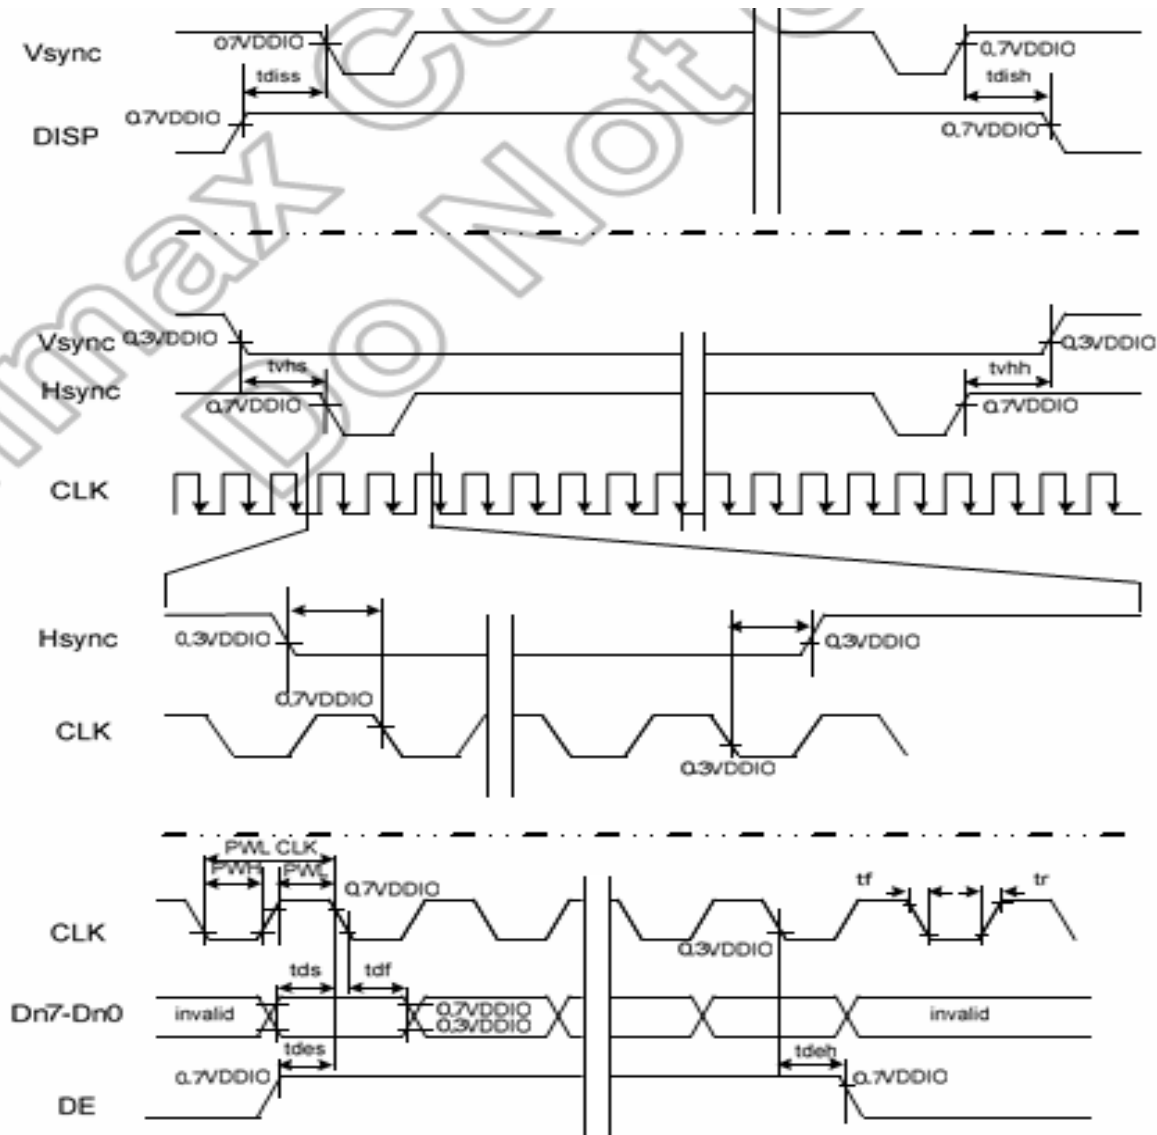 Vsync
0.7VDDIO
0.7VDDIO
tdiss
tdish
DISP
0.7VDDIO
0.7VDDIO
Vsync
0.3VDDIO
0.3VDDIO
tvhs
tvhh
Hsync
0.7VDDIO
0.7VDDIO
CLK
Hsync
0.3VDDIO
0.3VDDIO
0.7VDDIO
CLK
0.3VDDIO
PWL CLK
PWH
PWL
0.7VDDIO
tf
tr
CLK
0.3VDDIO
tds
tdf
Dn7-Dn0
invalid
0.7VDDIO
0.3VDDIO
invalid
tdes
tdeh
0.7VDDIO
0.7VDDIO
DE
Do Not